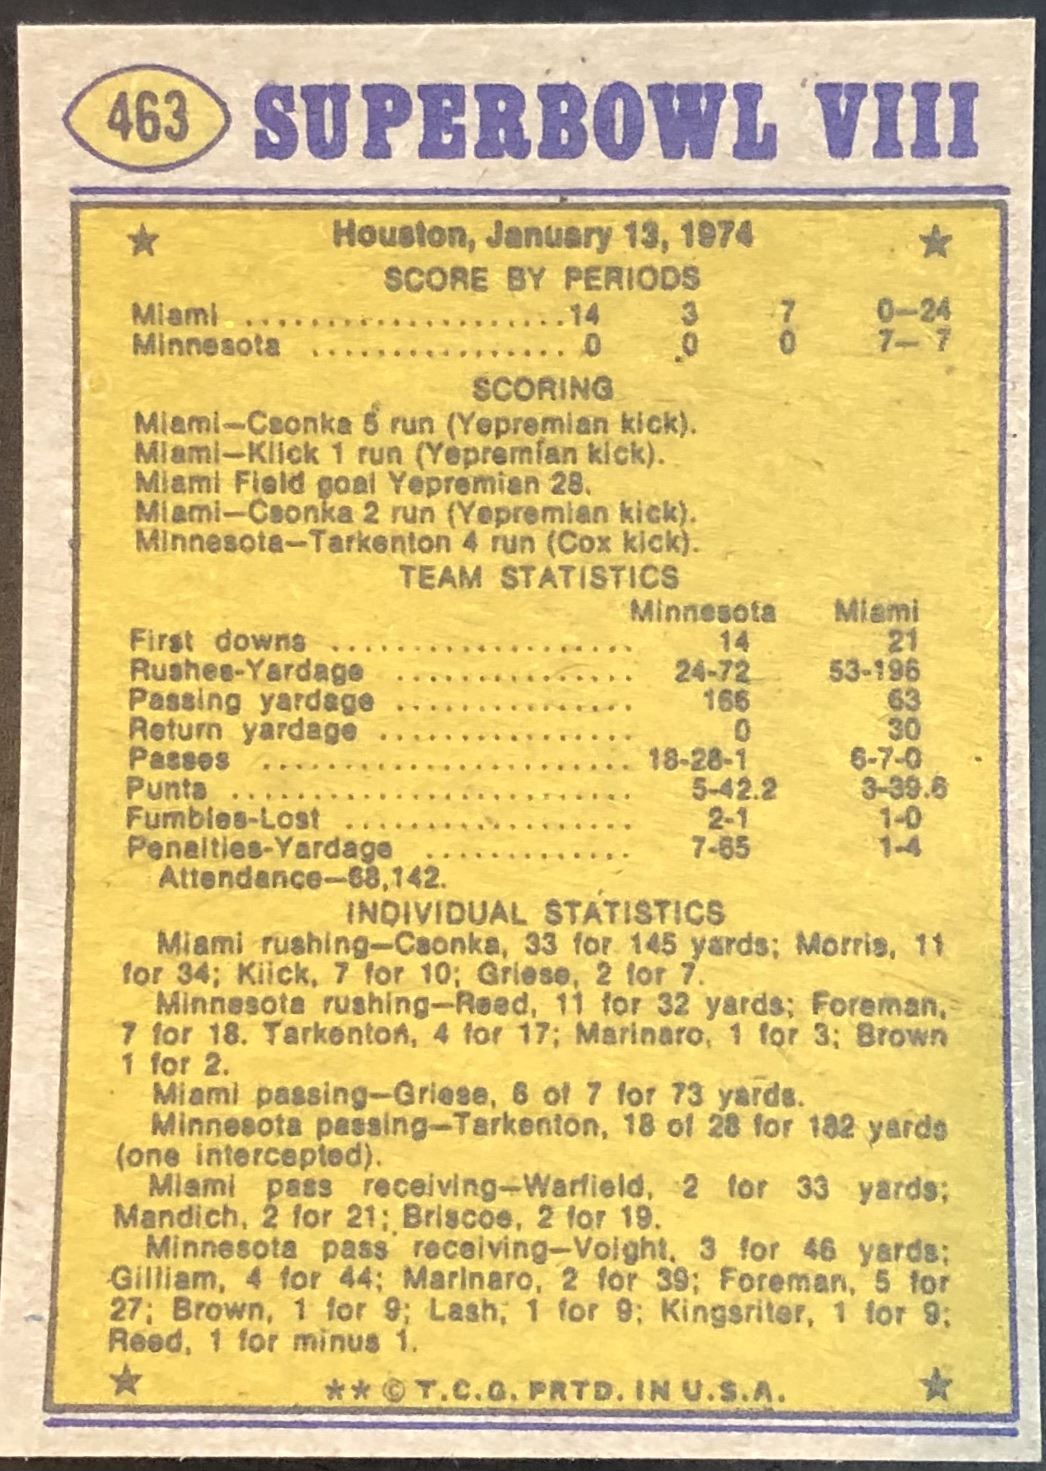 463 SUPERBOWL VIII
Houston, January 13, 1974
SCORE BY PERIODS
Miami ....................14 3 7 0—24
Minnesota ................ 0 0 0 7— 7
SCORING
Miami—Csonka 5 run (Yepremian kick).
Miami—Kiick 1 run (Yepremian kick).
Miami Field goal Yepremian 28.
Miami—Csonka 2 run (Yepremian kick).
Minnesota—Tarkenton 4 run (Cox kick).
TEAM STATISTICS
Minnesota Miami
First downs ................... 14 21
Rushes-Yardage ............... 24-72 53-196
Passing yardage ............... 166 63
Return yardage ................ 0 30
Passes ....................... 18-28-1 6-7-0
Punts ......................... 5-42.2 3-39.6
Fumbles-Lost .................. 2-1 1-0
Penalties-Yardage ............. 7-65 1-4
Attendance—68,142.
INDIVIDUAL STATISTICS
Miami rushing—Csonka, 33 for 145 yards; Morris, 11
for 34; Kiick, 7 for 10; Griese, 2 for 7.
Minnesota rushing—Reed, 11 for 32 yards; Foreman,
7 for 18. Tarkenton, 4 for 17; Marinaro, 1 for 3; Brown
1 for 2.
Miami passing—Griese, 6 of 7 for 73 yards.
Minnesota passing—Tarkenton, 18 of 28 for 182 yards
(one intercepted).
Miami pass receiving—Warfield, 2 for 33 yards;
Mandich, 2 for 21; Briscoe, 2 for 19.
Minnesota pass receiving—Voight, 3 for 46 yards;
Gilliam, 4 for 44; Marinaro, 2 for 39; Foreman, 5 for
27; Brown, 1 for 9; Lash, 1 for 9; Kingsriter, 1 for 9;
Reed, 1 for minus 1.
** © T.C.G. PRTD. IN U.S.A.